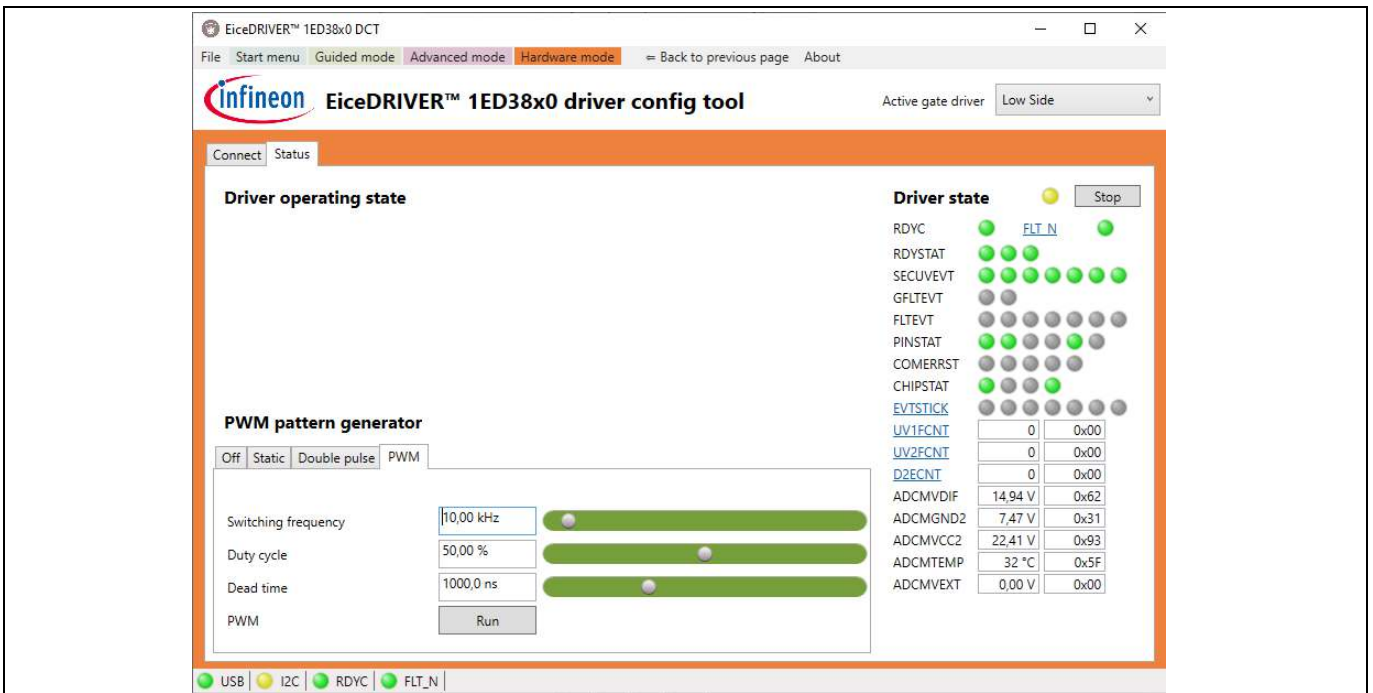 EiceDRIVER™ 1ED38x0 DCT
File Start menu Guided mode Advanced mode Hardware mode ⇐ Back to previous page About
infineon EiceDRIVER™ 1ED38x0 driver config tool Active gate driver Low Side
Connect Status
Driver operating state
Driver state Stop
RDYC FLT_N
RDYSTAT
SECUVEVT
GFLTEVT
FLTEVT
PINSTAT
COMERRST
CHIPSTAT
EVTSTICK
UV1FCNT 0 0x00
UV2FCNT 0 0x00
D2ECNT 0 0x00
ADCMVDIF 14,94 V 0x62
ADCMGND2 7,47 V 0x31
ADCMVCC2 22,41 V 0x93
ADCMTEMP 32 °C 0x5F
ADCMVEXT 0,00 V 0x00
PWM pattern generator
Off Static Double pulse PWM
Switching frequency 10,00 kHz
Duty cycle 50,00 %
Dead time 1000,0 ns
PWM Run
USB I2C RDYC FLT_N